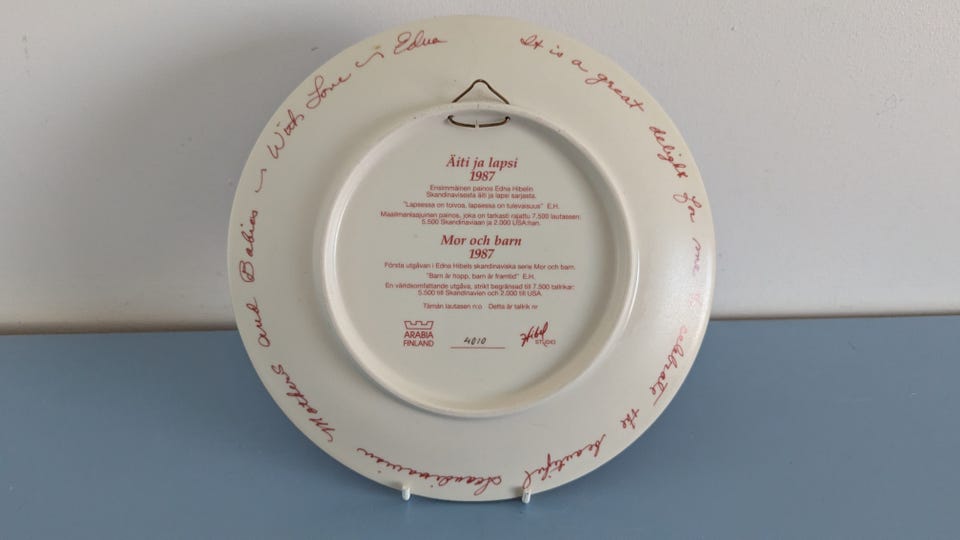 It is a great delight for me to celebrate the beautiful Scandinavian Mothers and Babies ~ With Love ~ Edna
Äiti ja lapsi
1987
Ensimmäinen painos Edna Hibelin
Skandinaavisesta äiti ja lapsi sarjasta.
"Lapsessa on toivoa, lapsessa on tulevaisuus" E.H.
Maailmanlaajuinen painos, joka on tarkasti rajattu 7.500 lautaseen:
5.500 Skandinaviaan ja 2.000 USA:han.
Mor och barn
1987
Första utgåvan i Edna Hibels skandinaviska serie Mor och barn.
"Barn är hopp, barn är framtid" E.H.
En världsomfattande utgåva, strikt begränsad till 7.500 tallrikar:
5.500 till Skandinavien och 2.000 till USA.
Tämän lautasen n:o Detta är tallrik nr
ARABIA
FINLAND
4010
Hibel
STUDIO